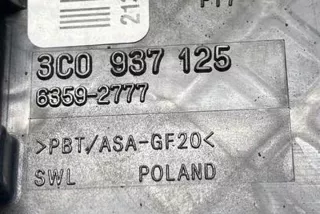 3C0 937 125
6359-2777
>PBT/ASA-GF20<
SWL POLAND